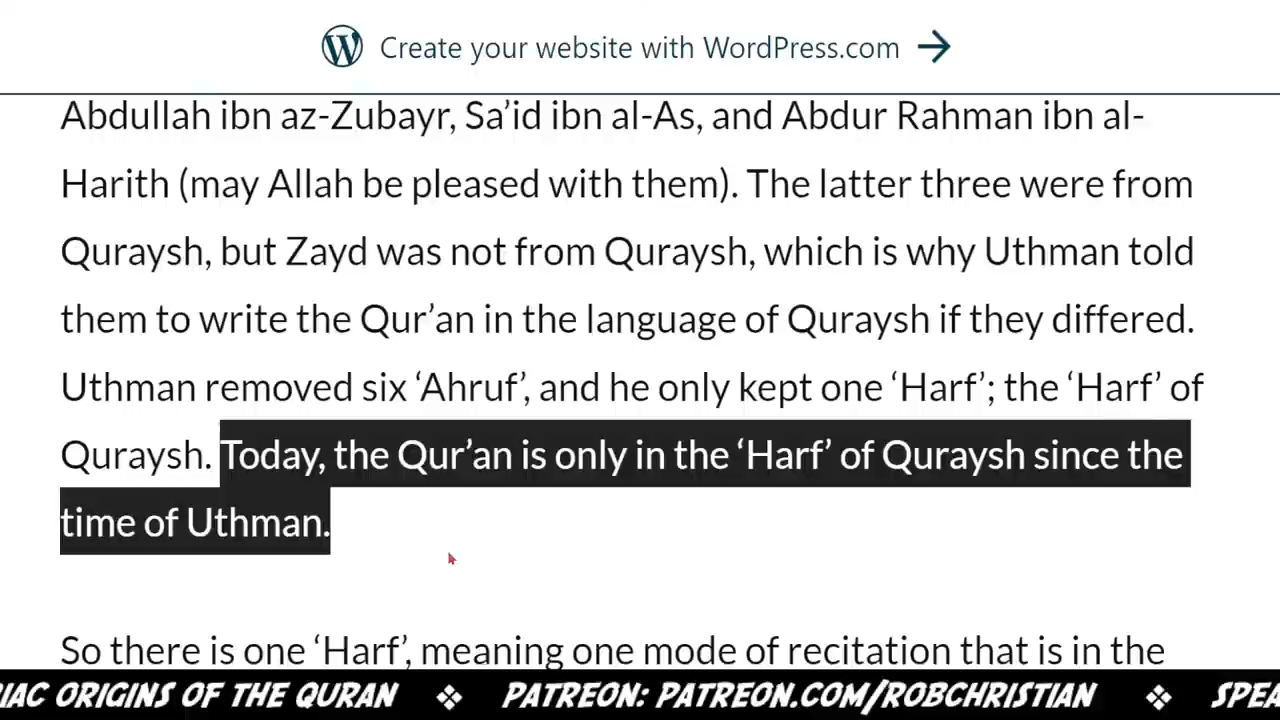 Create your website with WordPress.com
Abdullah ibn az-Zubayr, Sa’id ibn al-As, and Abdur Rahman ibn al-
Harith (may Allah be pleased with them). The latter three were from
Quraysh, but Zayd was not from Quraysh, which is why Uthman told
them to write the Qur’an in the language of Quraysh if they differed.
Uthman removed six ‘Ahruf’, and he only kept one ‘Harf’; the ‘Harf’ of
Quraysh. Today, the Qur’an is only in the ‘Harf’ of Quraysh since the
time of Uthman.
So there is one ‘Harf’, meaning one mode of recitation that is in the
IAC ORIGINS OF THE QURAN ❖ PATREON: PATREON.COM/ROBCHRISTIAN ❖ SPEA